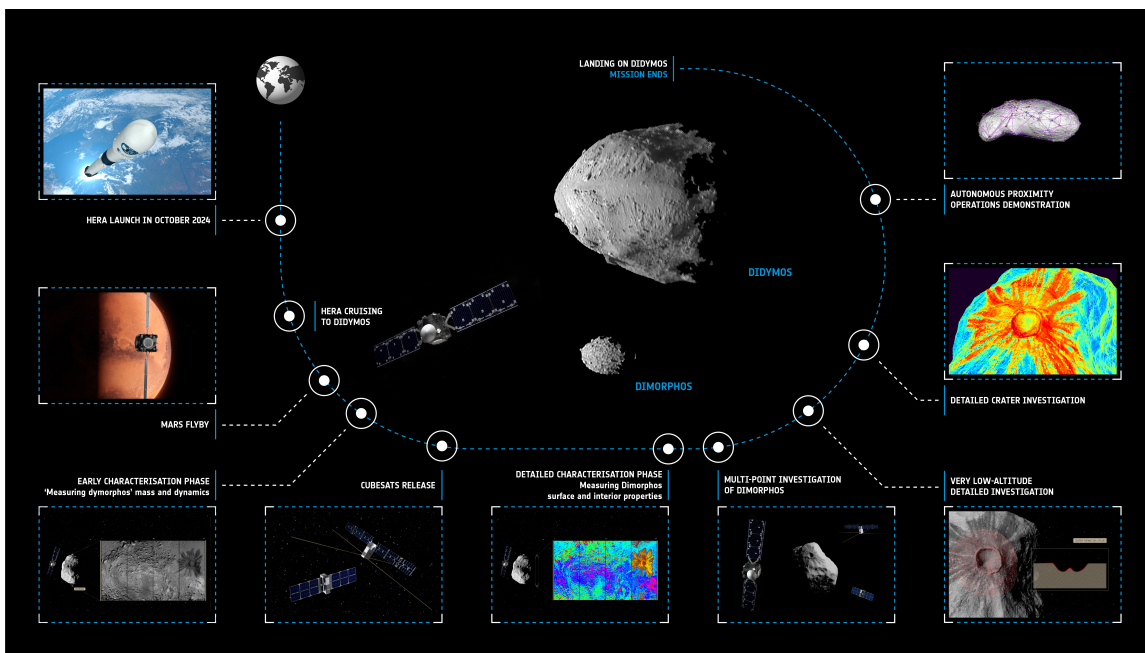 LANDING ON DIDYMOS
MISSION ENDS
HERA LAUNCH IN OCTOBER 2024
AUTONOMOUS PROXIMITY
OPERATIONS DEMONSTRATION
DIDYMOS
HERA CRUISING
TO DIDYMOS
DIMORPHOS
MARS FLYBY
DETAILED CRATER INVESTIGATION
EARLY CHARACTERISATION PHASE
‘Measuring dymorphos’ mass and dynamics
CUBESATS RELEASE
DETAILED CHARACTERISATION PHASE
Measuring Dimorphos
surface and interior properties
MULTI-POINT INVESTIGATION
OF DIMORPHOS
VERY LOW-ALTITUDE
DETAILED INVESTIGATION